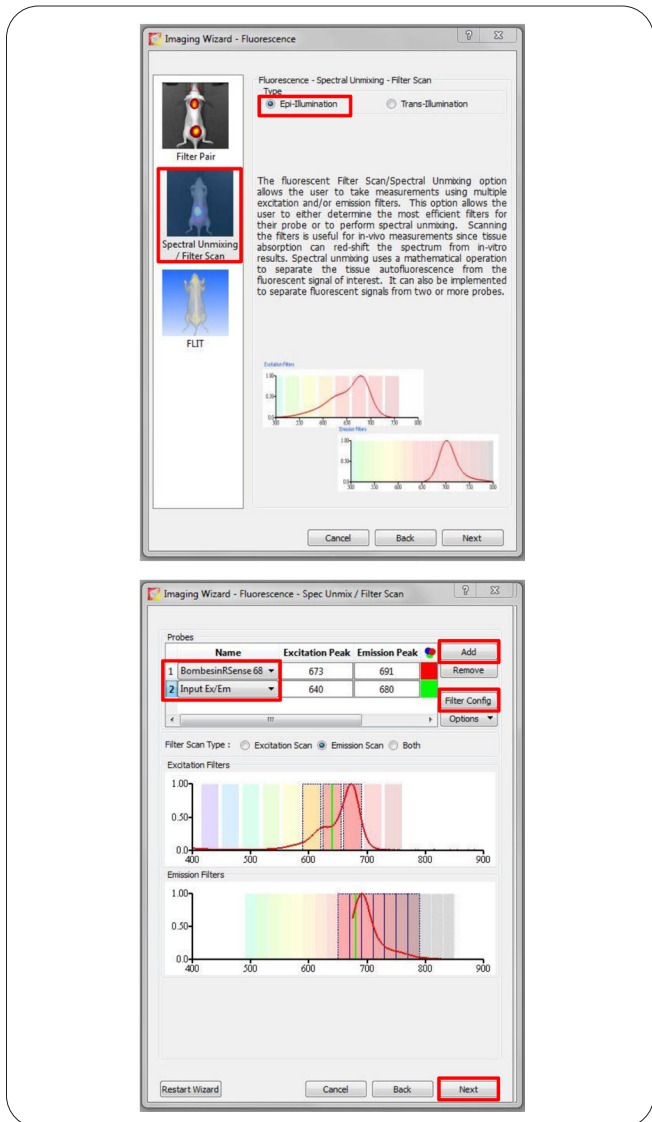 Imaging Wizard - Fluorescence
Fluorescence - Spectral Unmixing - Filter Scan
Type
Epi-Illumination
Trans-Illumination
Filter Pair
Spectral Unmixing
/ Filter Scan
FLIT
The fluorescent Filter Scan/Spectral Unmixing option
allows the user to take measurements using multiple
excitation and/or emission filters. This option allows the
user to either determine the most efficient filters for
their probe or to perform spectral unmixing. Scanning
the filters is useful for in-vivo measurements since tissue
absorption can red-shift the spectrum from in-vitro
results. Spectral unmixing uses a mathematical operation
to separate the tissue autofluorescence from the
fluorescent signal of interest. It can also be implemented
to separate fluorescent signals from two or more probes.
Excitation Filters
Emission Filters
Cancel Back Next
Imaging Wizard - Fluorescence - Spec Unmix / Filter Scan
Probes
Name Excitation Peak Emission Peak Add
1 BombesinRSense 68 673 691 Remove
2 Input Ex/Em 640 680
Filter Config
Options
Filter Scan Type : Excitation Scan Emission Scan Both
Excitation Filters
1.00
0.50
0.0
400 500 600 700 800 900
Emission Filters
1.00
0.50
0.0
400 500 600 700 800 900
Restart Wizard Cancel Back Next